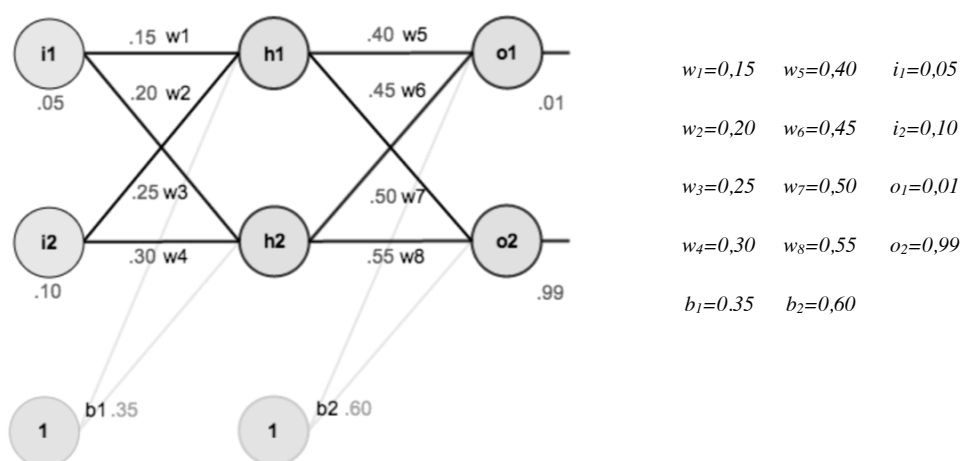 i1 .15 w1 h1 .40 w5 o1
.05 .20 w2 .45 w6 .01
.25 w3 .50 w7
i2 .30 w4 h2 .55 w8 o2
.10 .99
1 b1 .35 1 b2 .60
w1=0,15 w5=0,40 i1=0,05
w2=0,20 w6=0,45 i2=0,10
w3=0,25 w7=0,50 o1=0,01
w4=0,30 w8=0,55 o2=0,99
b1=0.35 b2=0,60